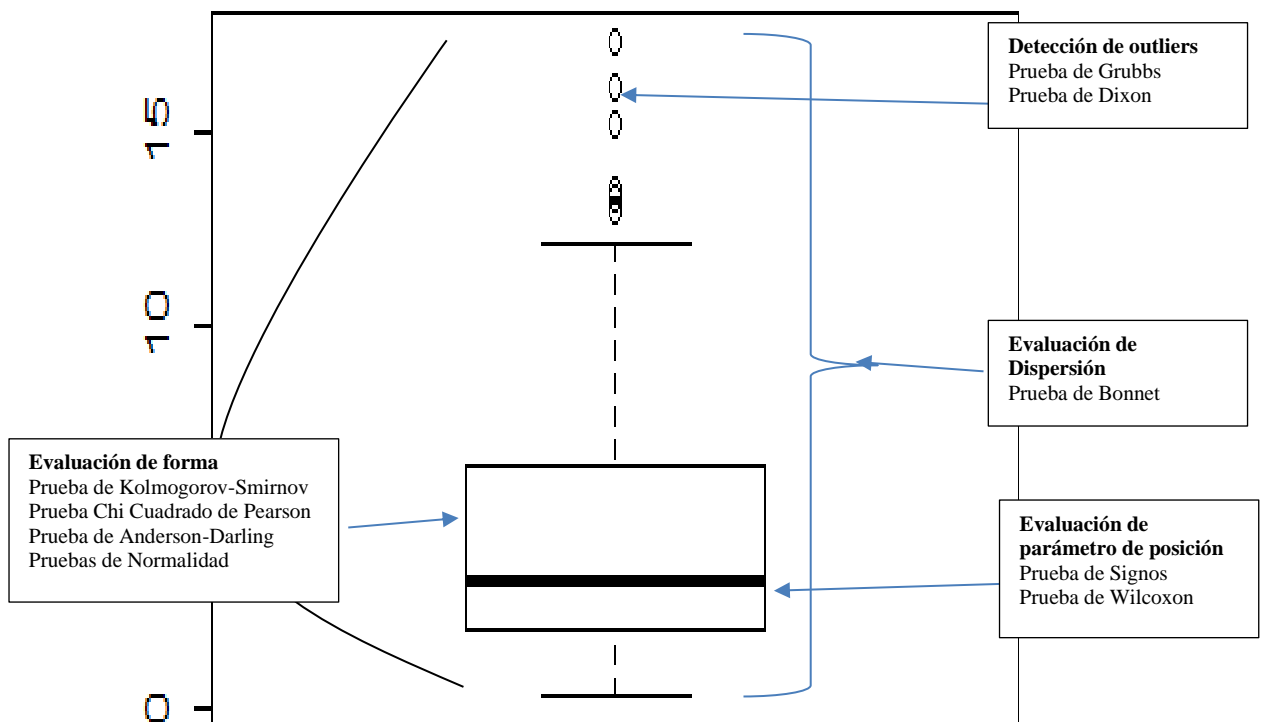 Detección de outliers
Prueba de Grubbs
Prueba de Dixon
15
10
Evaluación de
Dispersión
Prueba de Bonnet
Evaluación de forma
Prueba de Kolmogorov-Smirnov
Prueba Chi Cuadrado de Pearson
Prueba de Anderson-Darling
Pruebas de Normalidad
Evaluación de
parámetro de posición
Prueba de Signos
Prueba de Wilcoxon
0